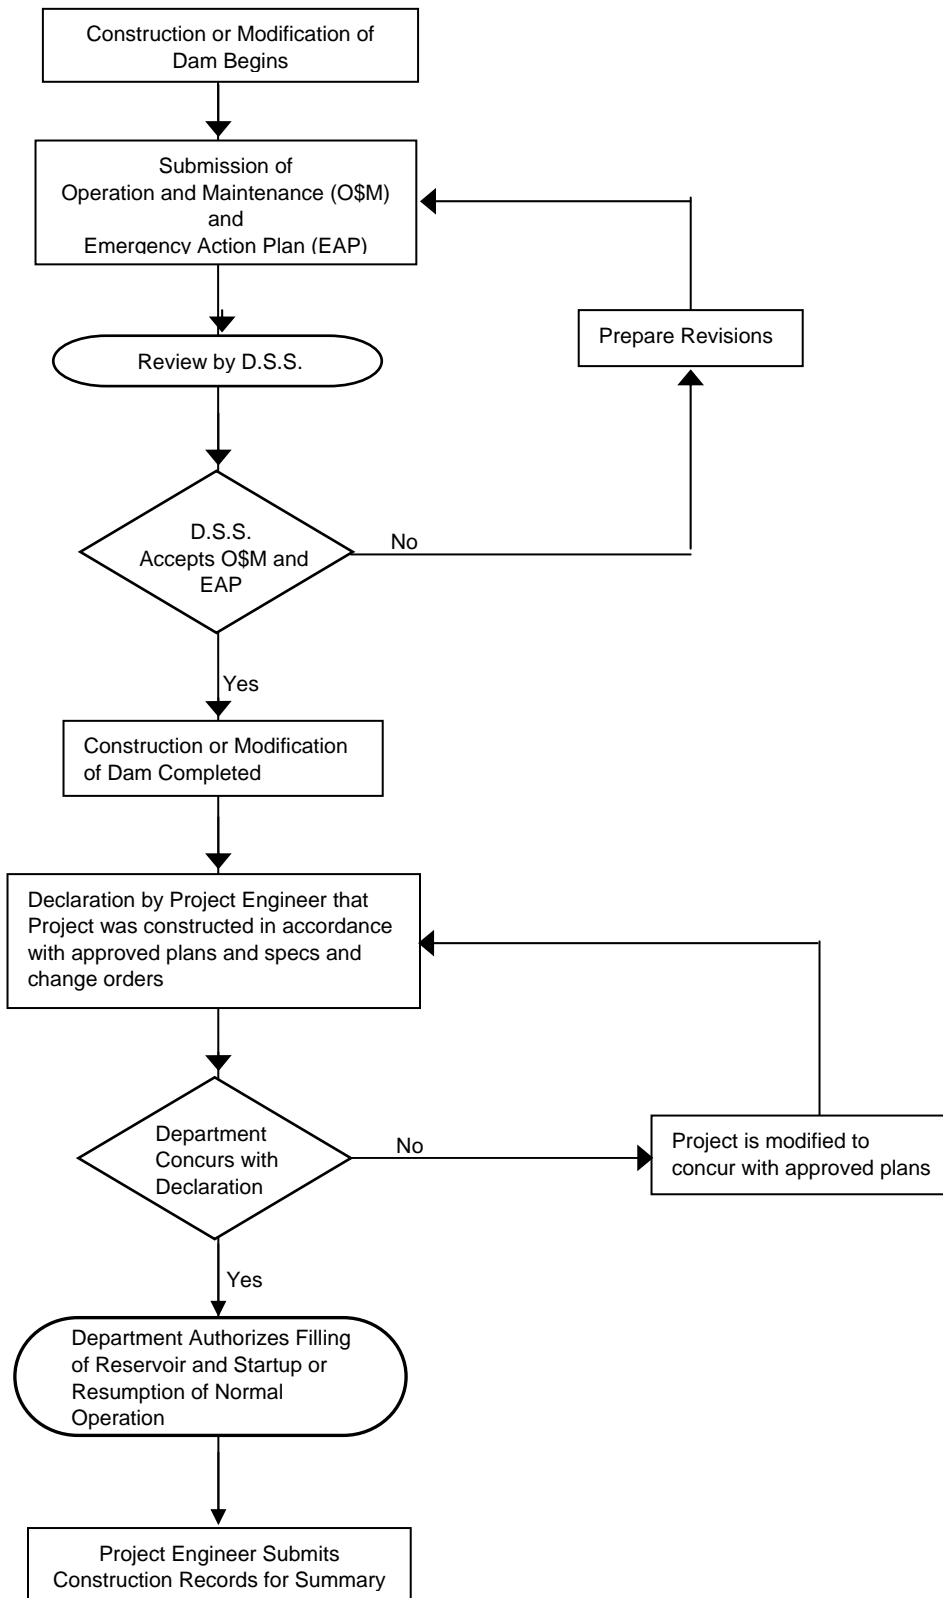 Construction or Modification of
Dam Begins
Submission of
Operation and Maintenance (O$M)
and
Emergency Action Plan (EAP)
Prepare Revisions
Review by D.S.S.
D.S.S.
Accepts O$M and
EAP
No
Yes
Construction or Modification
of Dam Completed
Declaration by Project Engineer that
Project was constructed in accordance
with approved plans and specs and
change orders
Department
Concurs with
Declaration
No
Project is modified to
concur with approved plans
Yes
Department Authorizes Filling
of Reservoir and Startup or
Resumption of Normal
Operation
Project Engineer Submits
Construction Records for Summary